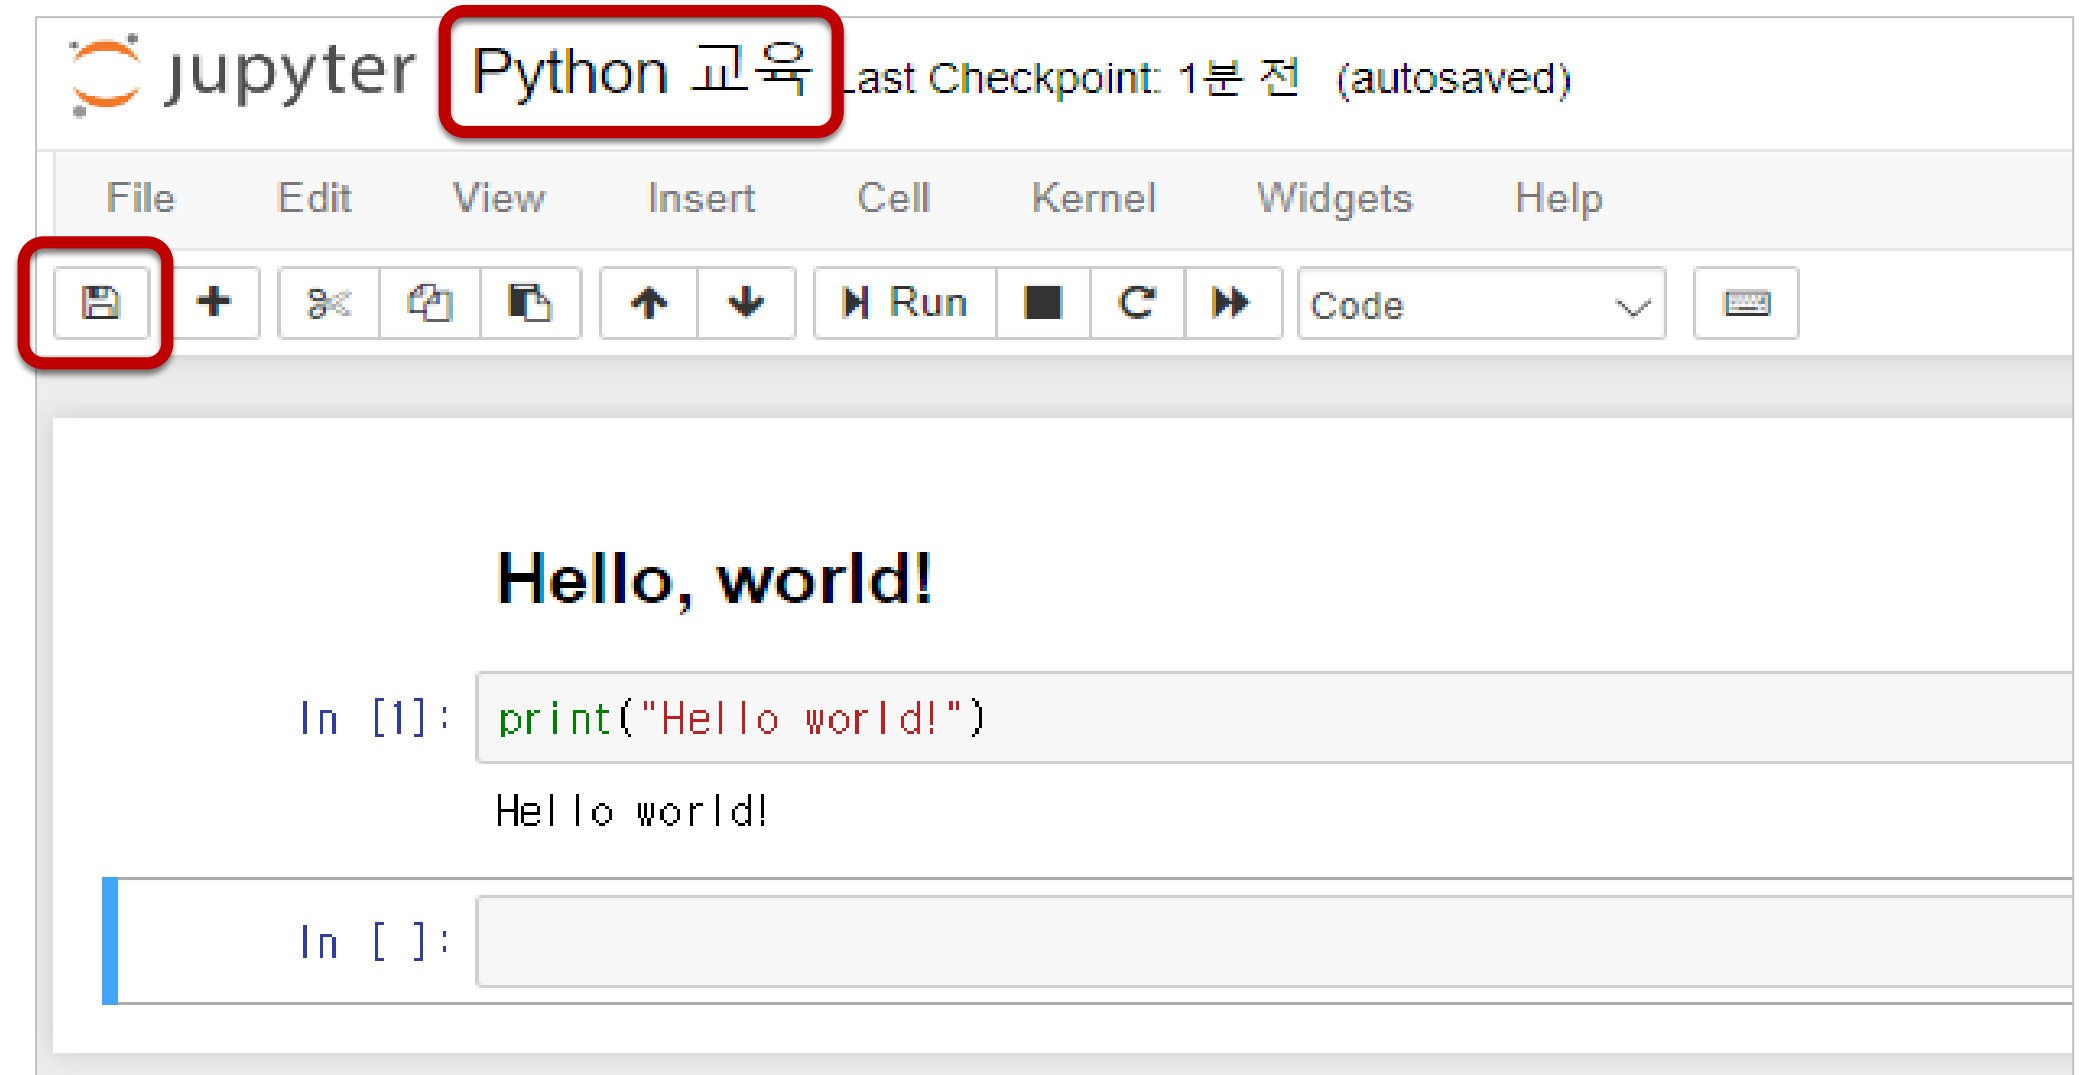 jupyter Python 교육 Last Checkpoint: 1분 전 (autosaved)
File Edit View Insert Cell Kernel Widgets Help
Run Code
Hello, world!
In [1]: print("Hello world!")
Hello world!
In [ ]: